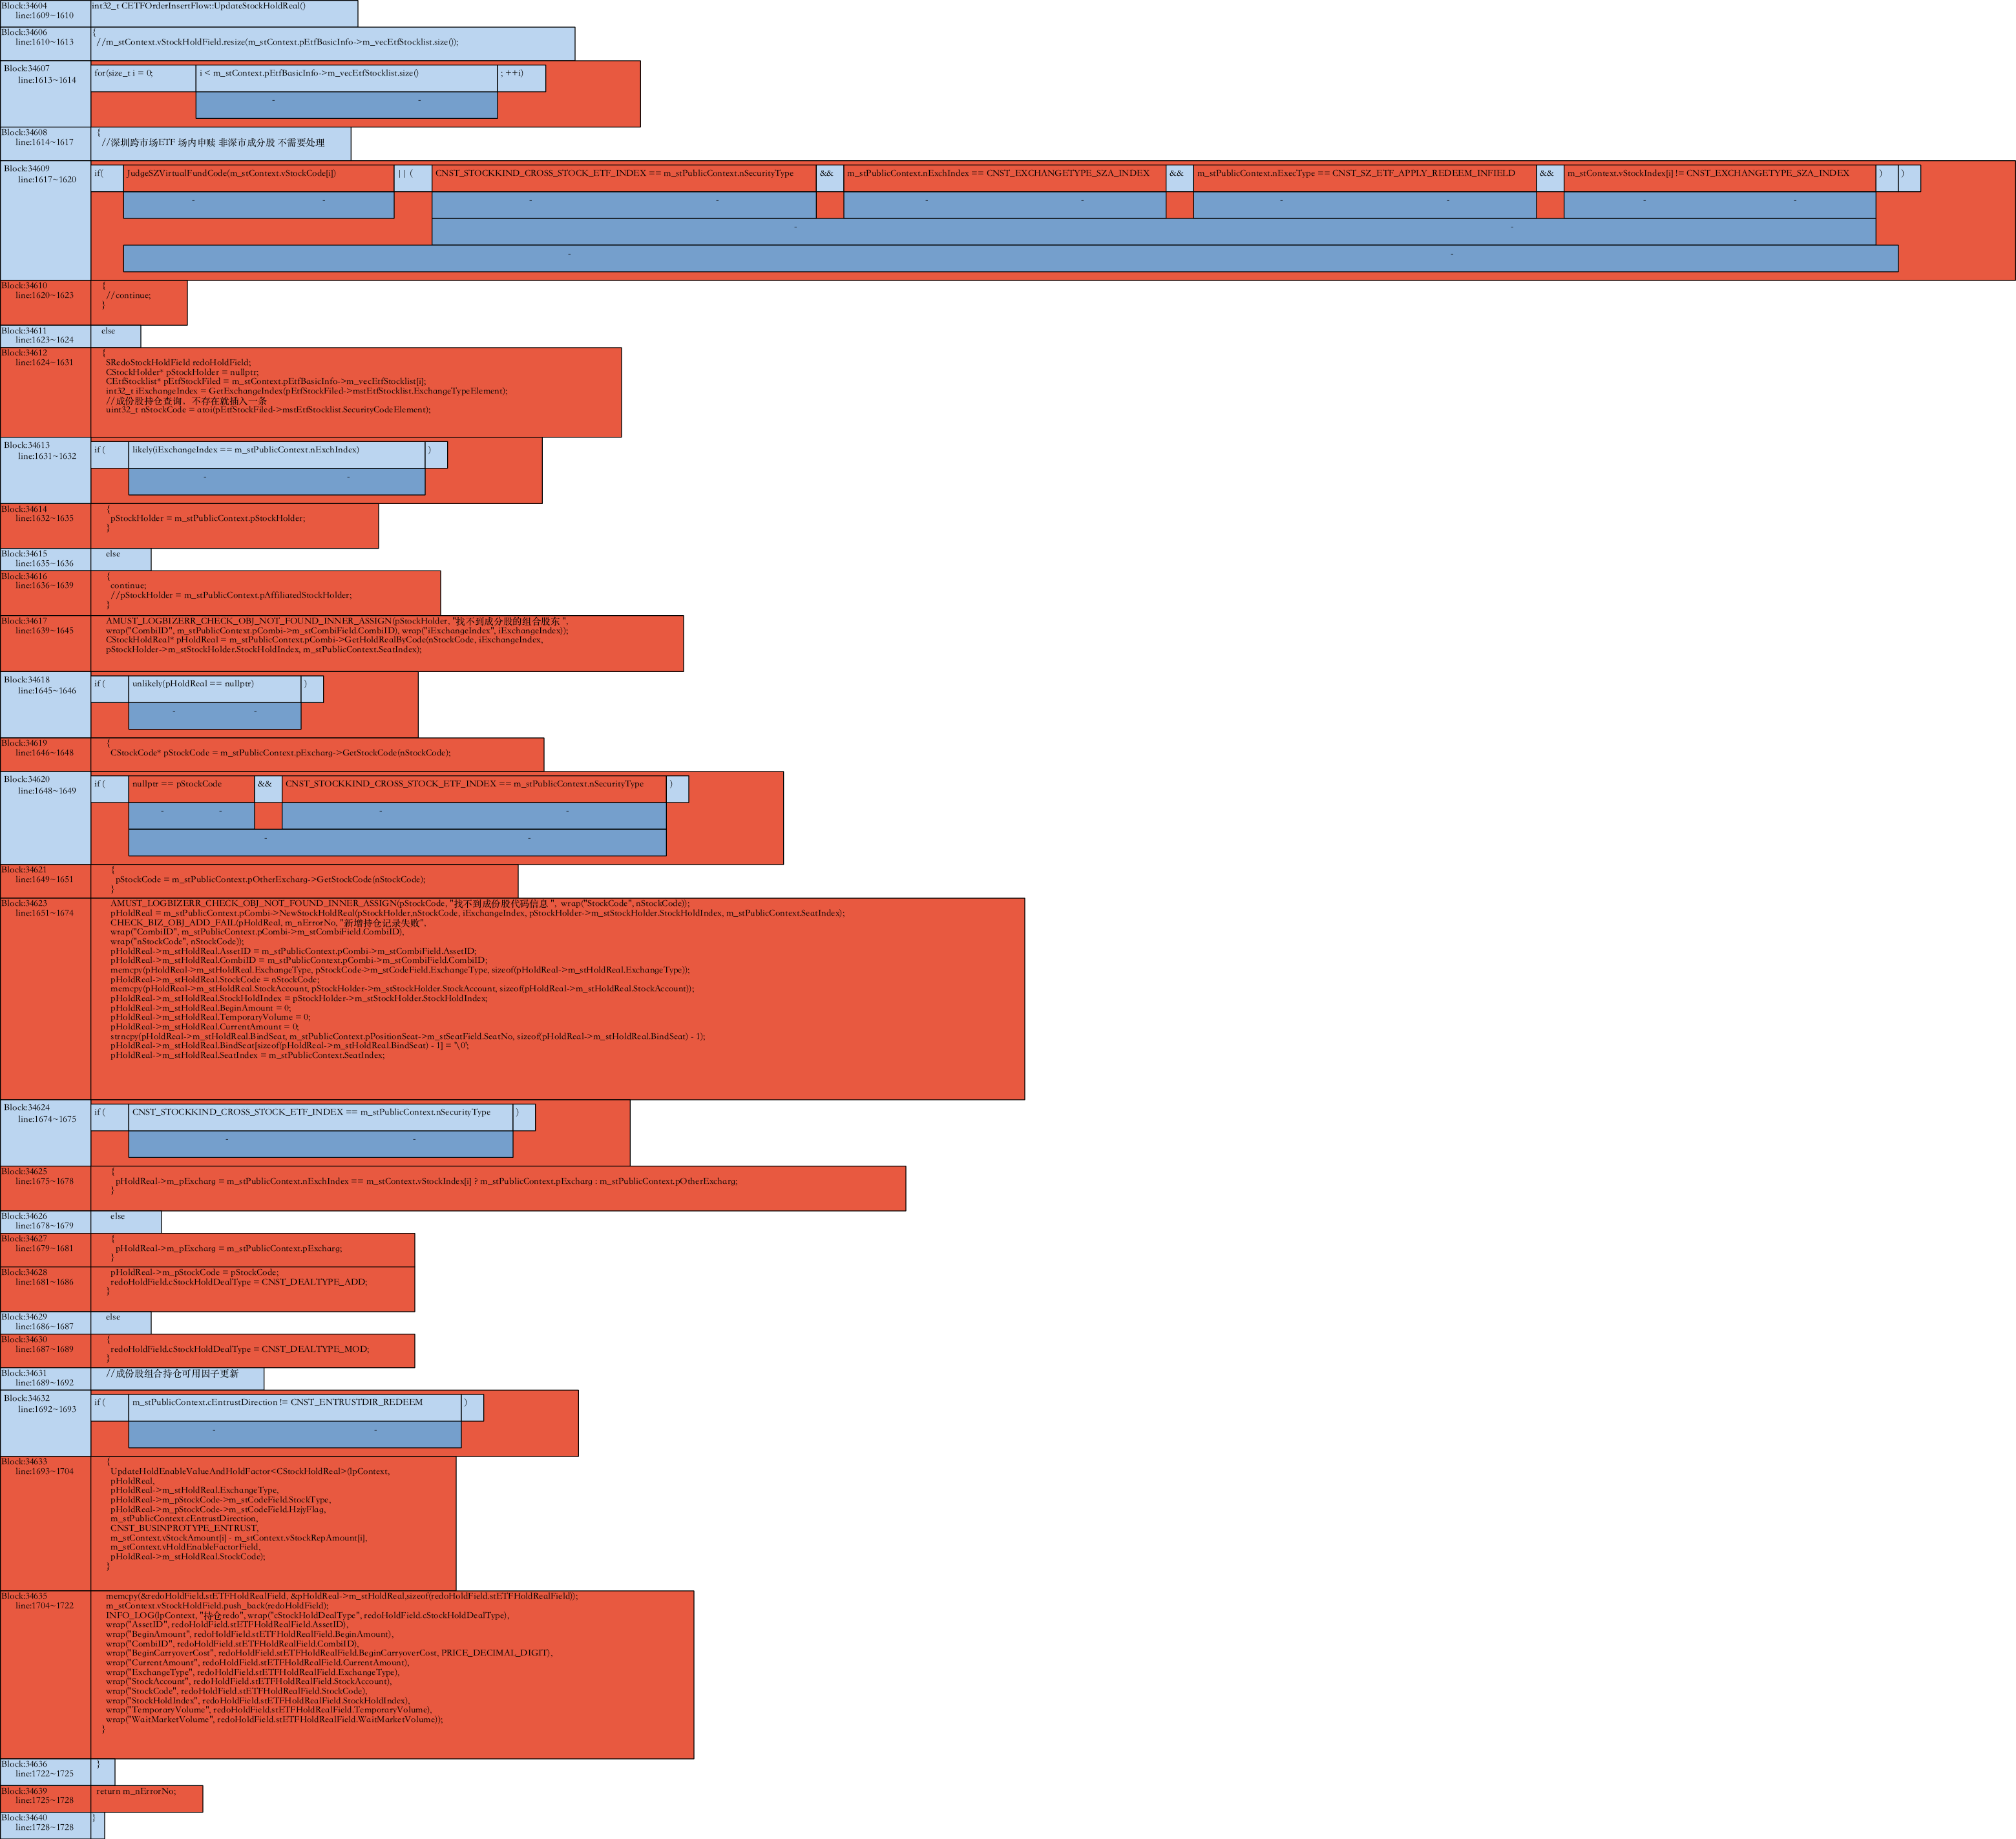 Block:34604
line:1609~1610
int32_t CETFOrderInsertFlow::UpdateStockHoldReal()
Block:34606
line:1610~1613
{
//m_stContext.vStockHoldField.resize(m_stContext.pEtfBasicInfo->m_vecEtfStocklist.size());
Block:34607
line:1613~1614
for(size_t i = 0; i < m_stContext.pEtfBasicInfo->m_vecEtfStocklist.size() ; ++i)
- -
Block:34608
line:1614~1617
{
//深圳跨市场ETF 场内申赎 非深市成分股 不需要处理
Block:34609
line:1617~1620
if( JudgeSZVirtualFundCode(m_stContext.vStockCode[i]) || ( CNST_STOCKKIND_CROSS_STOCK_ETF_INDEX == m_stPublicContext.nSecurityType && m_stPublicContext.nExchIndex == CNST_EXCHANGETYPE_SZA_INDEX && m_stPublicContext.nExecType == CNST_SZ_ETF_APPLY_REDEEM_INFIELD && m_stContext.vStockIndex[i] != CNST_EXCHANGETYPE_SZA_INDEX ) )
- - - - - - - - - -
- -
- -
Block:34610
line:1620~1623
{
//continue;
}
Block:34611
line:1623~1624
else
Block:34612
line:1624~1631
{
SRedoStockHoldField redoHoldField;
CStockHolder* pStockHolder = nullptr;
CEtfStocklist* pEtfStockFiled = m_stContext.pEtfBasicInfo->m_vecEtfStocklist[i];
int32_t iExchangeIndex = GetExchangeIndex(pEtfStockFiled->mstEtfStocklist.ExchangeTypeElement);
//成份股持仓查询，不存在就插入一条
uint32_t nStockCode = atoi(pEtfStockFiled->mstEtfStocklist.SecurityCodeElement);
Block:34613
line:1631~1632
if ( likely(iExchangeIndex == m_stPublicContext.nExchIndex) )
- -
Block:34614
line:1632~1635
{
pStockHolder = m_stPublicContext.pStockHolder;
}
Block:34615
line:1635~1636
else
Block:34616
line:1636~1639
{
continue;
//pStockHolder = m_stPublicContext.pAffiliatedStockHolder;
}
Block:34617
line:1639~1645
AMUST_LOGBIZERR_CHECK_OBJ_NOT_FOUND_INNER_ASSIGN(pStockHolder, "找不到成分股的组合股东 ",
wrap("CombiID", m_stPublicContext.pCombi->m_stCombiField.CombiID), wrap("iExchangeIndex", iExchangeIndex));
CStockHoldReal* pHoldReal = m_stPublicContext.pCombi->GetHoldRealByCode(nStockCode, iExchangeIndex,
pStockHolder->m_stStockHolder.StockHoldIndex, m_stPublicContext.SeatIndex);
Block:34618
line:1645~1646
if ( unlikely(pHoldReal == nullptr) )
- -
Block:34619
line:1646~1648
{
CStockCode* pStockCode = m_stPublicContext.pExcharg->GetStockCode(nStockCode);
Block:34620
line:1648~1649
if ( nullptr == pStockCode && CNST_STOCKKIND_CROSS_STOCK_ETF_INDEX == m_stPublicContext.nSecurityType )
- - - -
- -
Block:34621
line:1649~1651
{
pStockCode = m_stPublicContext.pOtherExcharg->GetStockCode(nStockCode);
}
Block:34623
line:1651~1674
AMUST_LOGBIZERR_CHECK_OBJ_NOT_FOUND_INNER_ASSIGN(pStockCode, "找不到成份股代码信息 ", wrap("StockCode", nStockCode));
pHoldReal = m_stPublicContext.pCombi->NewStockHoldReal(pStockHolder,nStockCode, iExchangeIndex, pStockHolder->m_stStockHolder.StockHoldIndex, m_stPublicContext.SeatIndex);
CHECK_BIZ_OBJ_ADD_FAIL(pHoldReal, m_nErrorNo, "新增持仓记录失败",
wrap("CombiID", m_stPublicContext.pCombi->m_stCombiField.CombiID),
wrap("nStockCode", nStockCode));
pHoldReal->m_stHoldReal.AssetID = m_stPublicContext.pCombi->m_stCombiField.AssetID;
pHoldReal->m_stHoldReal.CombiID = m_stPublicContext.pCombi->m_stCombiField.CombiID;
memcpy(pHoldReal->m_stHoldReal.ExchangeType, pStockCode->m_stCodeField.ExchangeType, sizeof(pHoldReal->m_stHoldReal.ExchangeType));
pHoldReal->m_stHoldReal.StockCode = nStockCode;
memcpy(pHoldReal->m_stHoldReal.StockAccount, pStockHolder->m_stStockHolder.StockAccount, sizeof(pHoldReal->m_stHoldReal.StockAccount));
pHoldReal->m_stHoldReal.StockHoldIndex = pStockHolder->m_stStockHolder.StockHoldIndex;
pHoldReal->m_stHoldReal.BeginAmount = 0;
pHoldReal->m_stHoldReal.TemporaryVolume = 0;
pHoldReal->m_stHoldReal.CurrentAmount = 0;
strncpy(pHoldReal->m_stHoldReal.BindSeat, m_stPublicContext.pPositionSeat->m_stSeatField.SeatNo, sizeof(pHoldReal->m_stHoldReal.BindSeat) - 1);
pHoldReal->m_stHoldReal.BindSeat[sizeof(pHoldReal->m_stHoldReal.BindSeat) - 1] = '\0';
pHoldReal->m_stHoldReal.SeatIndex = m_stPublicContext.SeatIndex;
Block:34624
line:1674~1675
if ( CNST_STOCKKIND_CROSS_STOCK_ETF_INDEX == m_stPublicContext.nSecurityType )
- -
Block:34625
line:1675~1678
{
pHoldReal->m_pExcharg = m_stPublicContext.nExchIndex == m_stContext.vStockIndex[i] ? m_stPublicContext.pExcharg : m_stPublicContext.pOtherExcharg;
}
Block:34626
line:1678~1679
else
Block:34627
line:1679~1681
{
pHoldReal->m_pExcharg = m_stPublicContext.pExcharg;
}
Block:34628
line:1681~1686
pHoldReal->m_pStockCode = pStockCode;
redoHoldField.cStockHoldDealType = CNST_DEALTYPE_ADD;
}
Block:34629
line:1686~1687
else
Block:34630
line:1687~1689
{
redoHoldField.cStockHoldDealType = CNST_DEALTYPE_MOD;
}
Block:34631
line:1689~1692
//成份股组合持仓可用因子更新
Block:34632
line:1692~1693
if ( m_stPublicContext.cEntrustDirection != CNST_ENTRUSTDIR_REDEEM )
- -
Block:34633
line:1693~1704
{
UpdateHoldEnableValueAndHoldFactor<CStockHoldReal>(lpContext,
pHoldReal,
pHoldReal->m_stHoldReal.ExchangeType,
pHoldReal->m_pStockCode->m_stCodeField.StockType,
pHoldReal->m_pStockCode->m_stCodeField.HzjyFlag,
m_stPublicContext.cEntrustDirection,
CNST_BUSINPROTYPE_ENTRUST,
m_stContext.vStockAmount[i] - m_stContext.vStockRepAmount[i],
m_stContext.vHoldEnableFactorField,
pHoldReal->m_stHoldReal.StockCode);
}
Block:34635
line:1704~1722
memcpy(&redoHoldField.stETFHoldRealField, &pHoldReal->m_stHoldReal,sizeof(redoHoldField.stETFHoldRealField));
m_stContext.vStockHoldField.push_back(redoHoldField);
INFO_LOG(lpContext, "持仓redo", wrap("cStockHoldDealType", redoHoldField.cStockHoldDealType),
wrap("AssetID", redoHoldField.stETFHoldRealField.AssetID),
wrap("BeginAmount", redoHoldField.stETFHoldRealField.BeginAmount),
wrap("CombiID", redoHoldField.stETFHoldRealField.CombiID),
wrap("BeginCarryoverCost", redoHoldField.stETFHoldRealField.BeginCarryoverCost, PRICE_DECIMAL_DIGIT),
wrap("CurrentAmount", redoHoldField.stETFHoldRealField.CurrentAmount),
wrap("ExchangeType", redoHoldField.stETFHoldRealField.ExchangeType),
wrap("StockAccount", redoHoldField.stETFHoldRealField.StockAccount),
wrap("StockCode", redoHoldField.stETFHoldRealField.StockCode),
wrap("StockHoldIndex", redoHoldField.stETFHoldRealField.StockHoldIndex),
wrap("TemporaryVolume", redoHoldField.stETFHoldRealField.TemporaryVolume),
wrap("WaitMarketVolume", redoHoldField.stETFHoldRealField.WaitMarketVolume));
}
Block:34636
line:1722~1725
}
Block:34639
line:1725~1728
return m_nErrorNo;
Block:34640
line:1728~1728
}